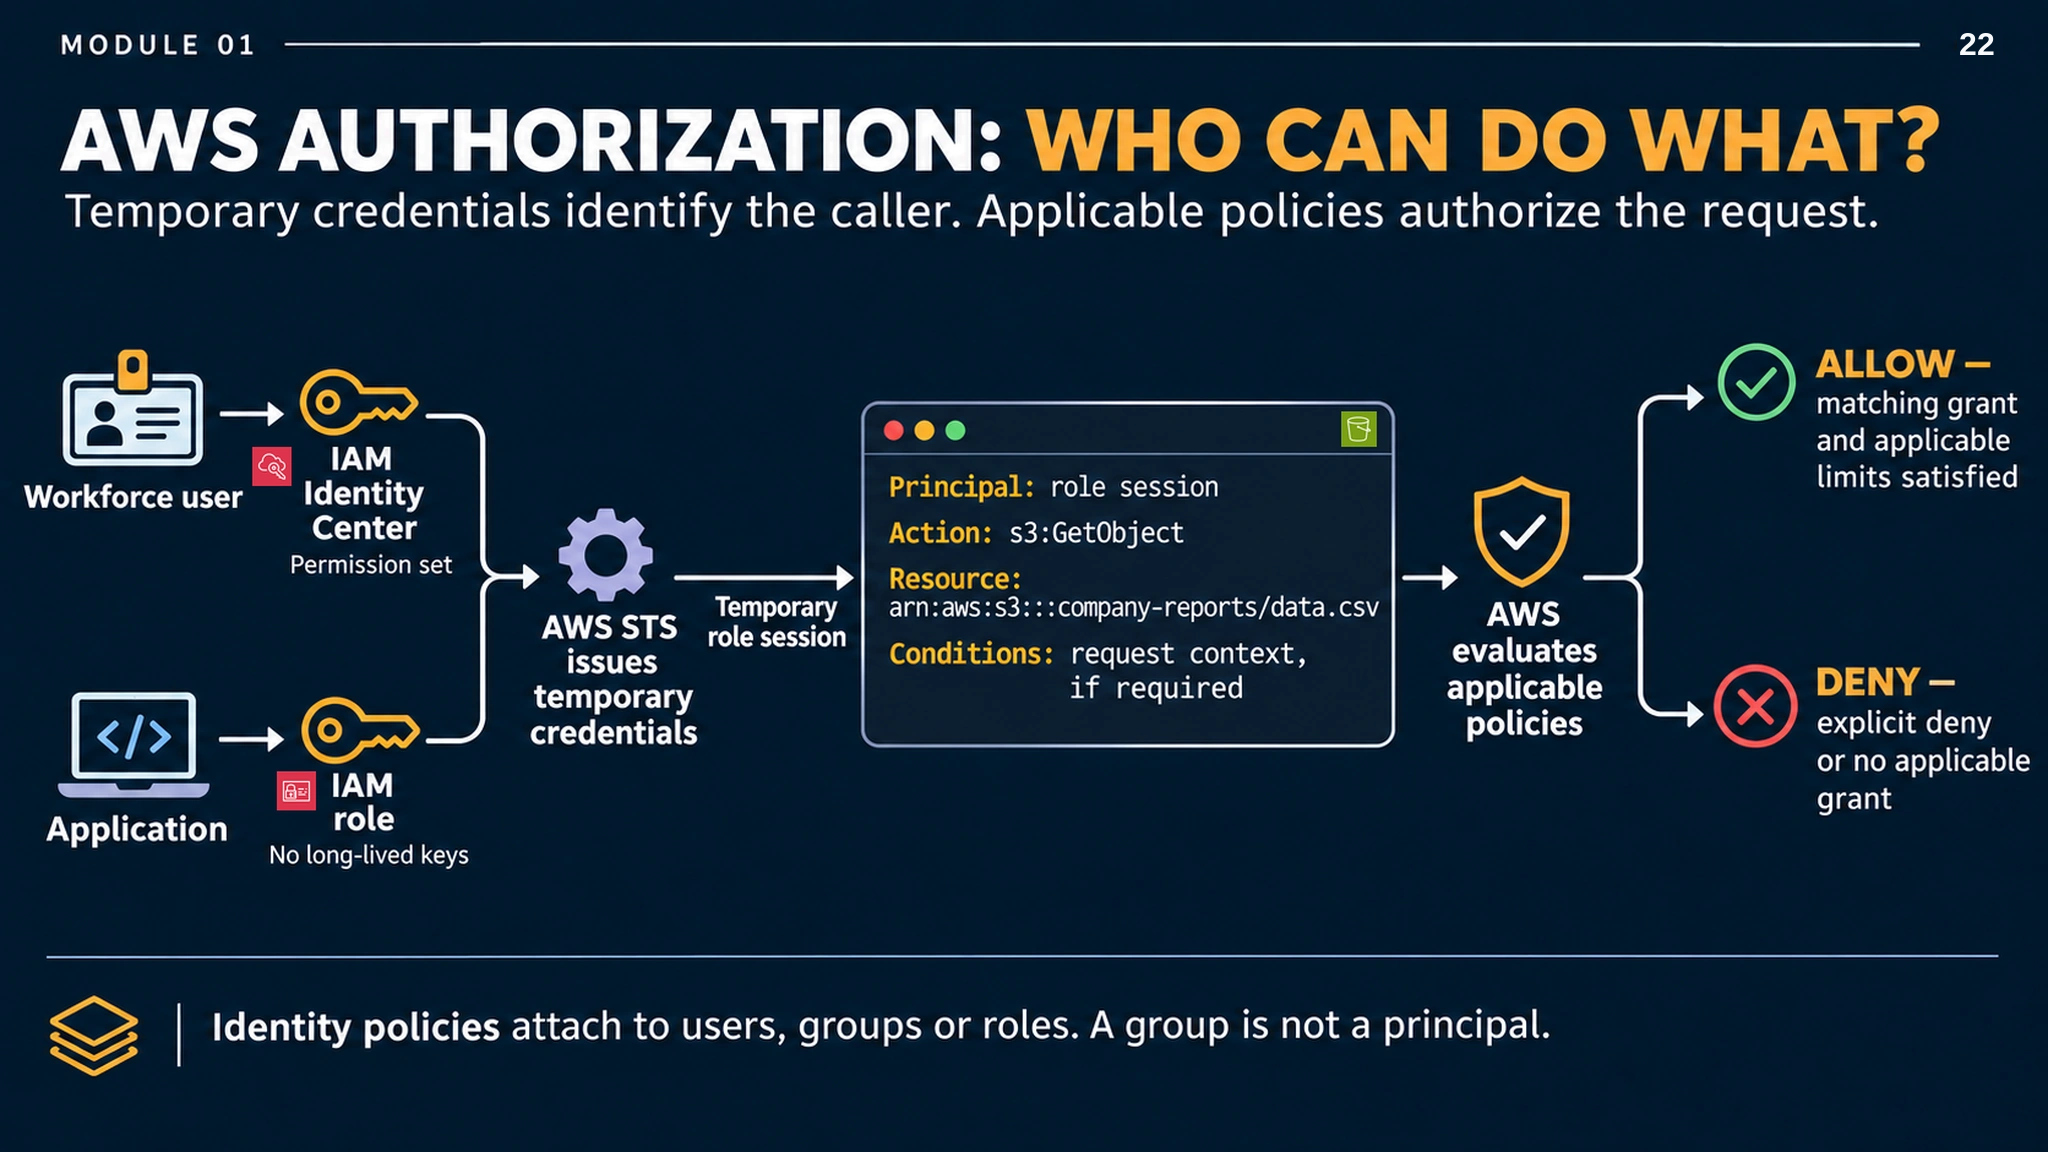 MODULE 01
22
AWS AUTHORIZATION: WHO CAN DO WHAT?
Temporary credentials identify the caller. Applicable policies authorize the request.
Workforce user
IAM
Identity
Center
Permission set
Application
IAM
role
No long-lived keys
AWS STS
issues
temporary
credentials
Temporary
role session
Principal: role session
Action: s3:GetObject
Resource:
arn:aws:s3:::company-reports/data.csv
Conditions: request context,
if required
AWS
evaluates
applicable
policies
ALLOW –
matching grant
and applicable
limits satisfied
DENY –
explicit deny
or no applicable
grant
Identity policies attach to users, groups or roles. A group is not a principal.